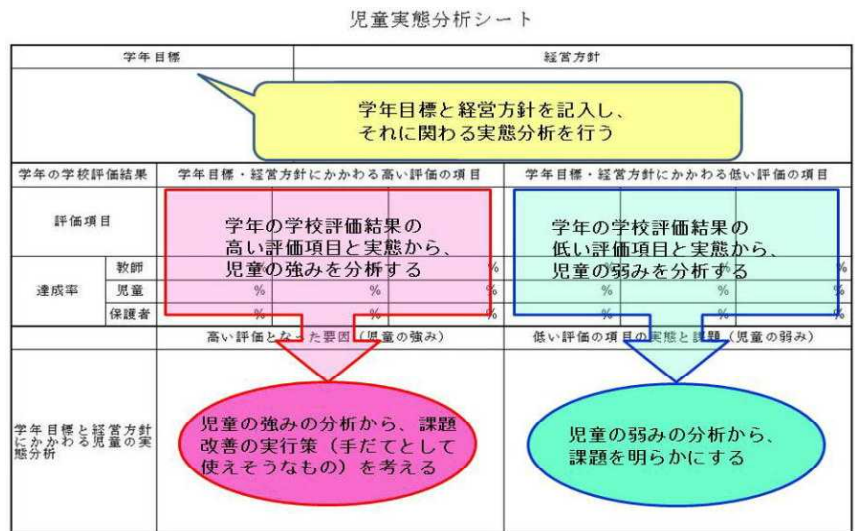 児童実態分析シート
学年目標 経営方針
学年目標と経営方針を記入し、
それに関わる実態分析を行う
学年の学校評価結果 学年目標・経営方針にかかわる高い評価の項目 学年目標・経営方針にかかわる低い評価の項目
評価項目
学年の学校評価結果の
高い評価項目と実態から、
児童の強みを分析する
学年の学校評価結果の
低い評価項目と実態から、
児童の弱みを分析する
達成率
教師 % % %
児童 % % % % % %
保護者 % % % % % %
高い評価となった要因(児童の強み) 低い評価の項目の実態と課題(児童の弱み)
学年目標と経営方針
にかかわる児童の実
態分析
児童の強みの分析から、課題
改善の実行策(手だてとして
使えそうなもの)を考える
児童の弱みの分析から、
課題を明らかにする